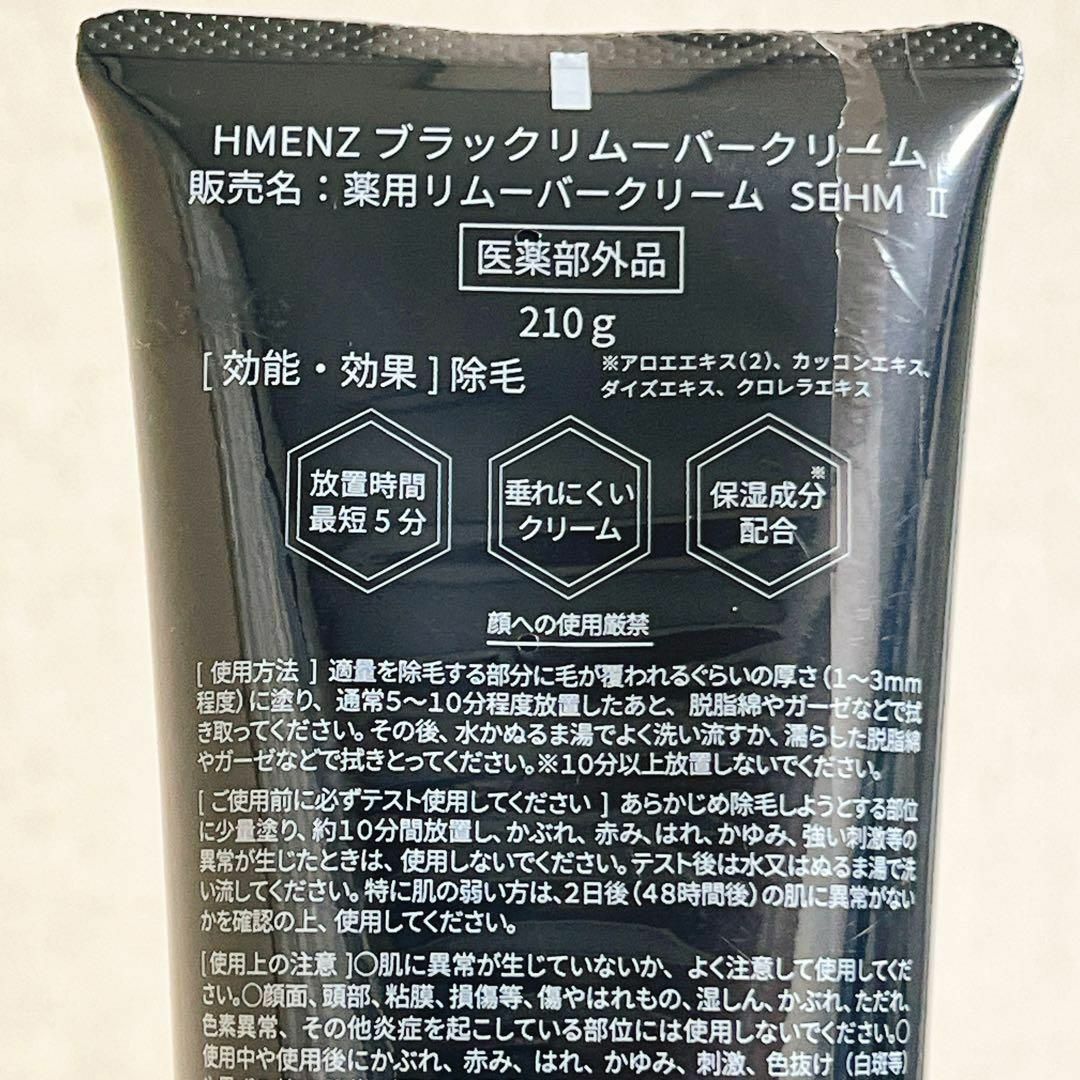 HMENZ ブラックリムーバークリーム
販売名：薬用リムーバークリーム SEHM Ⅱ
医薬部外品
210g
[ 効能・効果 ] 除毛
※アロエエキス(2)、カッコンエキス、
ダイズエキス、クロレラエキス
放置時間
最短5分
垂れにくい
クリーム
保湿成分※
配合
顔への使用厳禁
[ 使用方法 ] 適量を除毛する部分に毛が覆われるぐらいの厚さ(1〜3mm
程度)に塗り、通常5〜10分程度放置したあと、脱脂綿やガーゼなどで拭
き取ってください。その後、水かぬるま湯でよく洗い流すか、濡らした脱脂綿
やガーゼなどで拭きとってください。※10分以上放置しないでください。
[ ご使用前に必ずテスト使用してください ] あらかじめ除毛しようとする部位
に少量塗り、約10分間放置し、かぶれ、赤み、はれ、かゆみ、強い刺激等の
異常が生じたときは、使用しないでください。テスト後は水又はぬるま湯で洗
い流してください。特に肌の弱い方は、2日後(48時間後)の肌に異常がない
かを確認の上、使用してください。
[使用上の注意 ]○肌に異常が生じていないか、よく注意して使用してくだ
さい。○顔面、頭部、粘膜、損傷等、傷やはれもの、湿しん、かぶれ、ただれ、
色素異常、その他炎症を起こしている部位には使用しないでください。○
使用中や使用後にかぶれ、赤み、はれ、かゆみ、刺激、色抜け(白斑等)